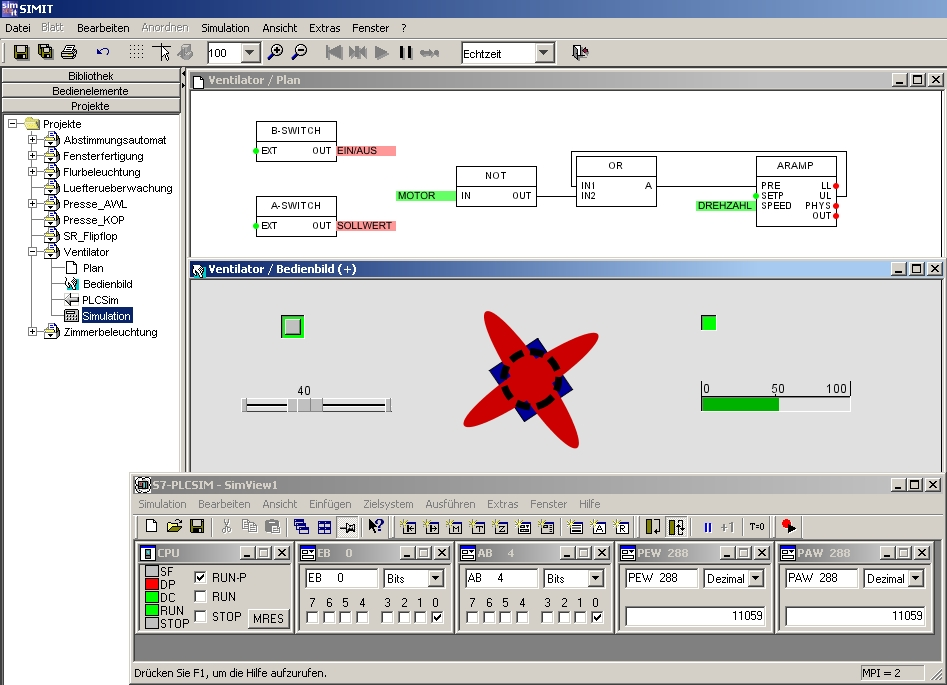 SIMIT
Datei Blatt Bearbeiten Anordnen Simulation Ansicht Extras Fenster ?
100 Echtzeit
Bibliothek
Bedienelemente
Projekte
Projekte
Abstimmungsautomat
Fensterfertigung
Flurbeleuchtung
Luefterueberwachung
Presse_AWL
Presse_KOP
SR_Flipflop
Ventilator
Plan
Bedienbild
PLCSim
Simulation
Zimmerbeleuchtung
Ventilator / Plan
B-SWITCH
EXT OUT EIN/AUS
A-SWITCH
EXT OUT SOLLWERT
NOT
MOTOR IN OUT
OR
IN1 A
IN2
ARAMP
PRE LL
SETP UL
DREHZAHL SPEED PHYS
OUT
Ventilator / Bedienbild (+)
40
0 50 100
S7-PLCSIM - SimView1
Simulation Bearbeiten Ansicht Einfügen Zielsystem Ausführen Extras Fenster Hilfe
+1 T=0
CPU
SF
DP
DC
RUN
STOP
RUN-P
RUN
STOP
MRES
EB 0
EB 0 Bits
7 6 5 4 3 2 1 0
AB 4
AB 4 Bits
7 6 5 4 3 2 1 0
PEW 288
PEW 288 Dezimal
11059
PAW 288
PAW 288 Dezimal
11059
Drücken Sie F1, um die Hilfe aufzurufen.
MPI = 2